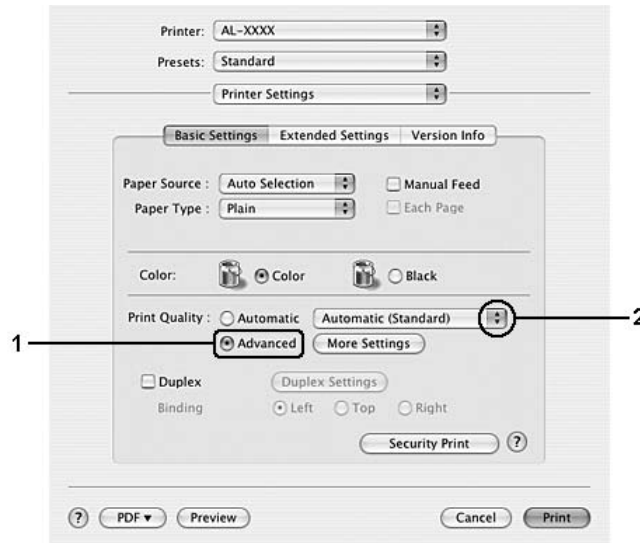 Printer: AL-XXXX
Presets: Standard
Printer Settings
Basic Settings Extended Settings Version Info
Paper Source : Auto Selection Manual Feed
Paper Type : Plain Each Page
Color: Color Black
Print Quality : Automatic Automatic (Standard) 2
1 Advanced More Settings
Duplex Duplex Settings
Binding Left Top Right
Security Print ?
? PDF ▼ Preview Cancel Print